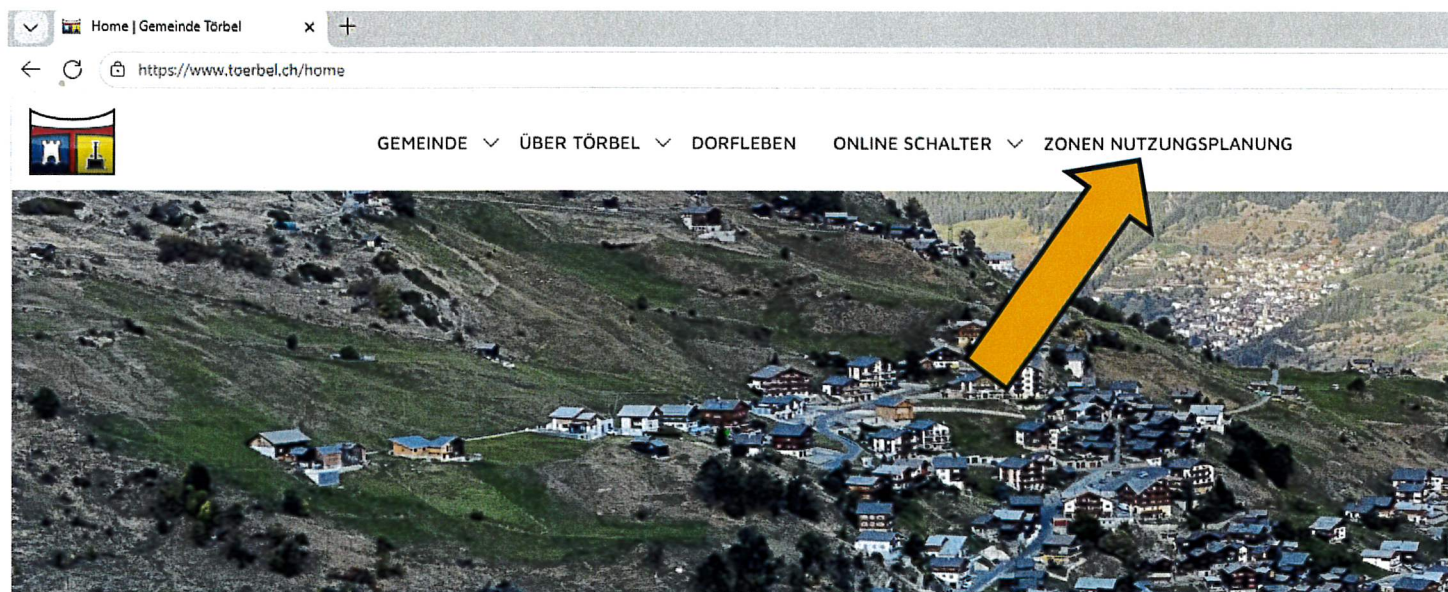 Home | Gemeinde Törbel
https://www.toerbel.ch/home
GEMEINDE ÜBER TÖRBEL DORFLEBEN ONLINE SCHALTER ZONEN NUTZUNGSPLANUNG